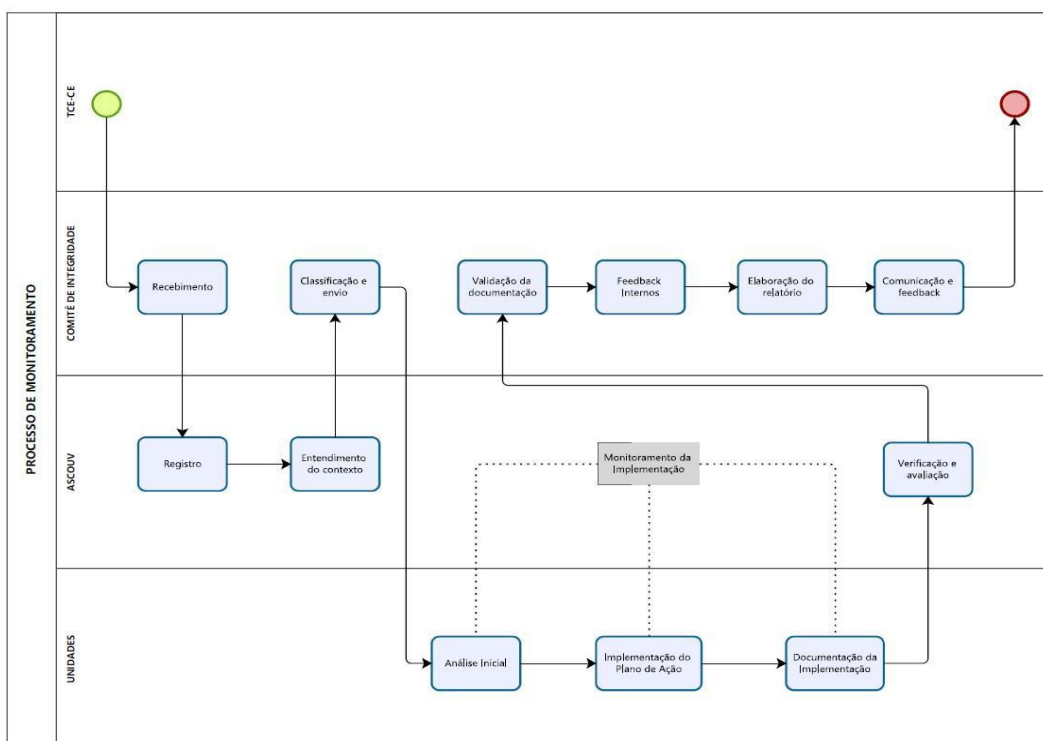 PROCESSO DE MONITORAMENTO
TCE-CE
COMITÊ DE INTEGRIDADE
Recebimento
Classificação e
envio
Validação da
documentação
Feedback
Internos
Elaboração do
relatório
Comunicação e
feedback
ASCOUV
Registro
Entendimento
do contexto
Monitoramento da
Implementação
Verificação e
avaliação
UNIDADES
Análise Inicial
Implementação do
Plano de Ação
Documentação da
Implementação